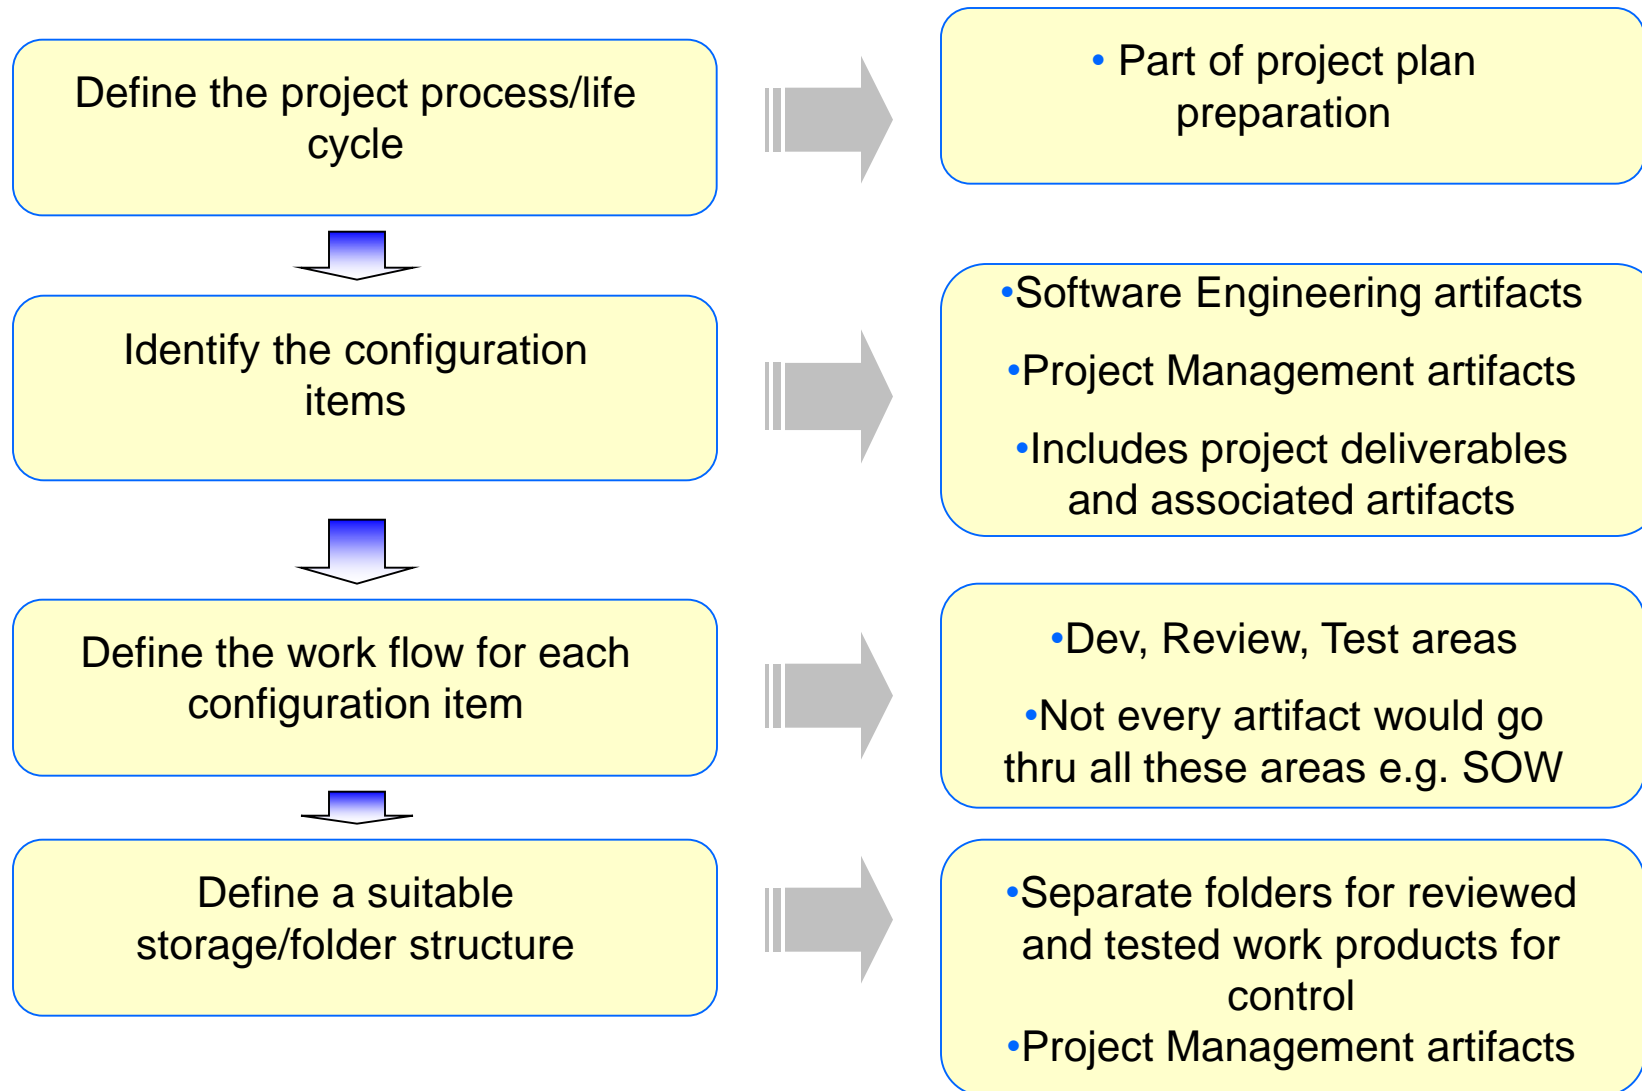 Define the project process/life
cycle
• Part of project plan
preparation
Identify the configuration
items
•Software Engineering artifacts
•Project Management artifacts
•Includes project deliverables
and associated artifacts
Define the work flow for each
configuration item
•Dev, Review, Test areas
•Not every artifact would go
thru all these areas e.g. SOW
Define a suitable
storage/folder structure
•Separate folders for reviewed
and tested work products for
control
•Project Management artifacts